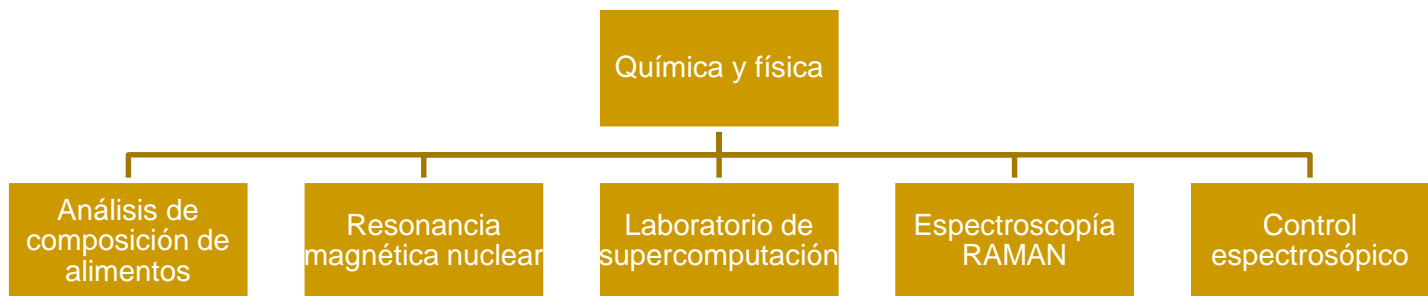 Química y física
Análisis de
composición de
alimentos
Resonancia
magnética nuclear
Laboratorio de
supercomputación
Espectroscopía
RAMAN
Control
espectrosópico